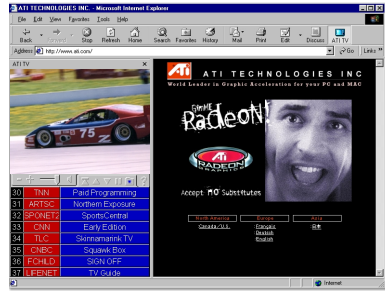 ATI TECHNOLOGIES INC. - Microsoft Internet Explorer
File Edit View Favorites Tools Help
Back Forward Stop Refresh Home Search Favorites History Mail Print Edit Discuss ATI TV
Address http://www.ati.com/ Go Links »
ATI TV
75
30 TNN Paid Programming
31 ARTSC Northern Exposure
32 SPONET2 SportsCentral
33 CNN Early Edition
34 TLC Skinnamarink TV
35 CNBC Squawk Box
36 FCHILD SIGN OFF
37 LIFENET TV Guide
ATI
ATI TECHNOLOGIES INC
World Leader in Graphic Acceleration for your PC and MAC
GIMME
RadeoN!
ATI
RADEON
GRAPHICS
Accept NO Substitutes
North America Europe Asia
Canada/U.S. Français 日本
Deutsch
English
Internet